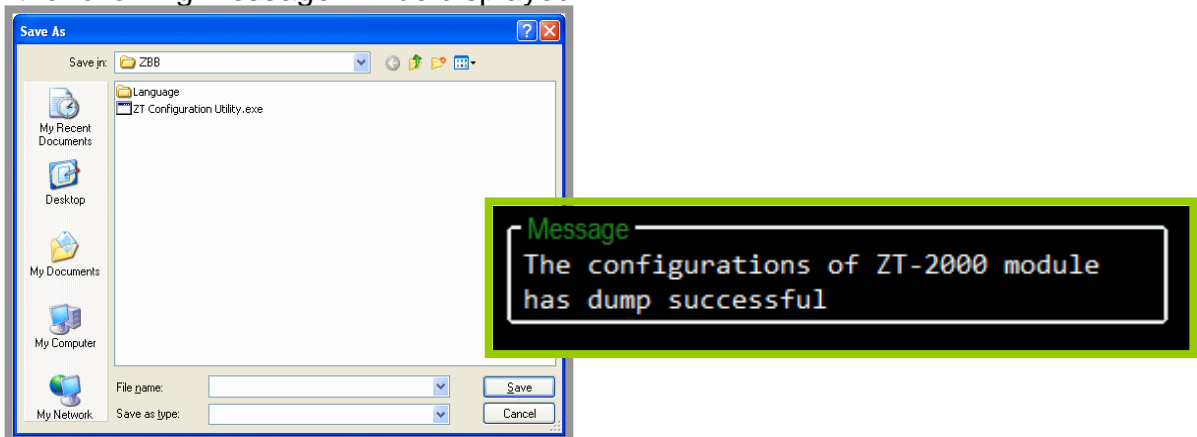 Save As
Save in: ZBB
Language
ZT Configuration Utility.exe
My Recent
Documents
Desktop
My Documents
My Computer
My Network
File name:
Save as type:
Save
Cancel
Message
The configurations of ZT-2000 module
has dump successful